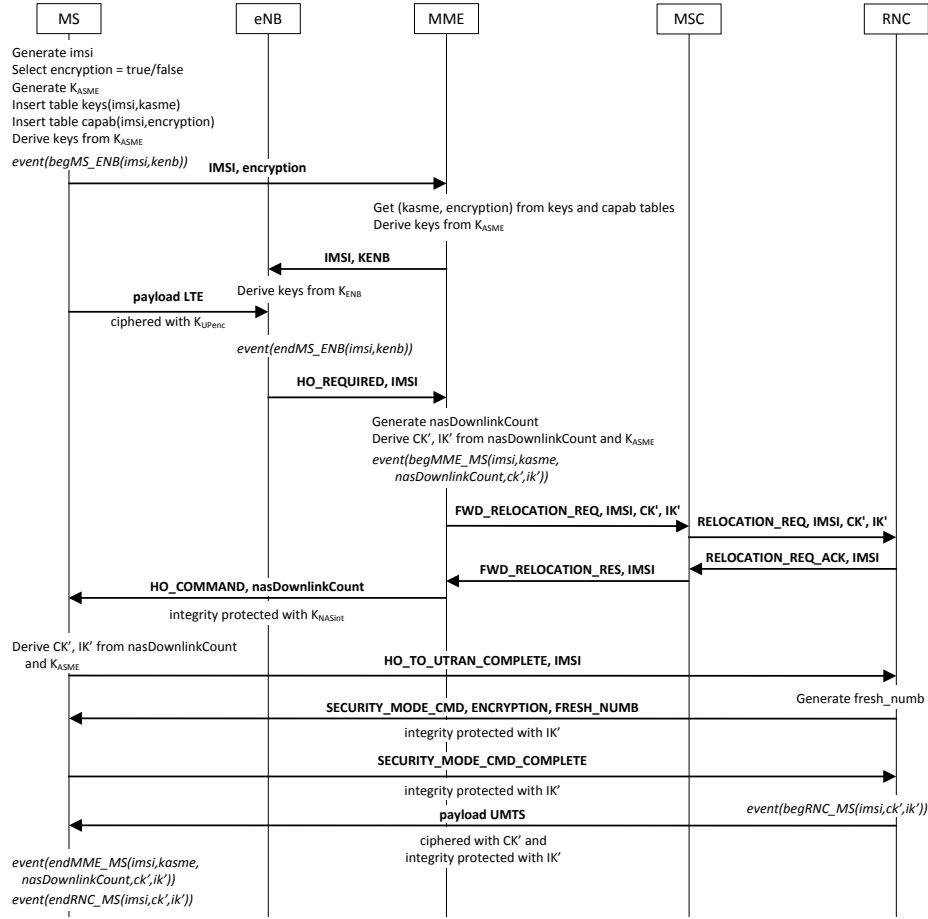 MS eNB MME MSC RNC
Generate imsi
Select encryption = true/false
Generate KASME
Insert table keys(imsi,kasme)
Insert table capab(imsi,encryption)
Derive keys from KASME
event(begMS_ENB(imsi,kenb))
IMSI, encryption
Get (kasme, encryption) from keys and capab tables
Derive keys from KASME
IMSI, KENB
Derive keys from KENB
payload LTE
ciphered with KUPenc
event(endMS_ENB(imsi,kenb))
HO_REQUIRED, IMSI
Generate nasDownlinkCount
Derive CK’, IK’ from nasDownlinkCount and KASME
event(begMME_MS(imsi,kasme,
nasDownlinkCount,ck’,ik’))
FWD_RELOCATION_REQ, IMSI, CK', IK'
RELOCATION_REQ, IMSI, CK', IK'
RELOCATION_REQ_ACK, IMSI
FWD_RELOCATION_RES, IMSI
HO_COMMAND, nasDownlinkCount
integrity protected with KNASint
Derive CK’, IK’ from nasDownlinkCount
and KASME
HO_TO_UTRAN_COMPLETE, IMSI
Generate fresh_numb
SECURITY_MODE_CMD, ENCRYPTION, FRESH_NUMB
integrity protected with IK’
SECURITY_MODE_CMD_COMPLETE
integrity protected with IK’
event(begRNC_MS(imsi,ck’,ik’))
payload UMTS
ciphered with CK’ and
integrity protected with IK’
event(endMME_MS(imsi,kasme,
nasDownlinkCount,ck’,ik’))
event(endRNC_MS(imsi,ck’,ik’))